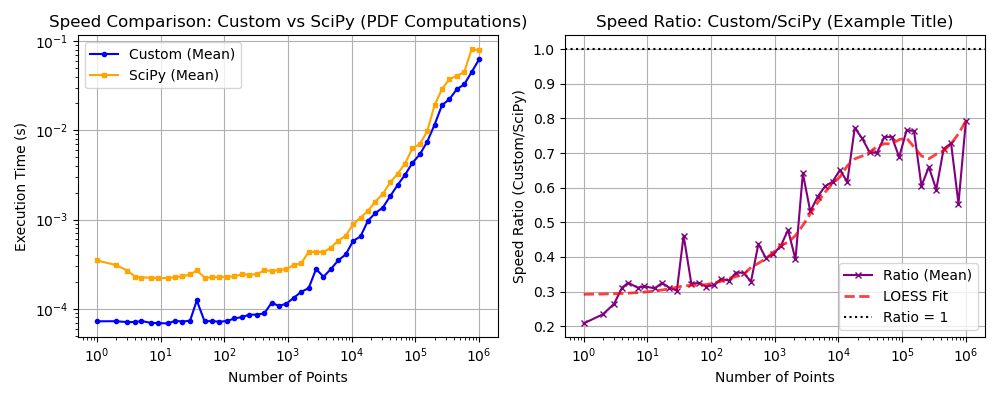 Speed Comparison: Custom vs SciPy (PDF Computations)
Custom (Mean)
SciPy (Mean)
10⁻¹
10⁻²
10⁻³
10⁻⁴
Execution Time (s)
10⁰ 10¹ 10² 10³ 10⁴ 10⁵ 10⁶
Number of Points
Speed Ratio: Custom/SciPy (Example Title)
1.0
0.9
0.8
0.7
0.6
0.5
0.4
0.3
0.2
Speed Ratio (Custom/SciPy)
Ratio (Mean)
LOESS Fit
Ratio = 1
10⁰ 10¹ 10² 10³ 10⁴ 10⁵ 10⁶
Number of Points